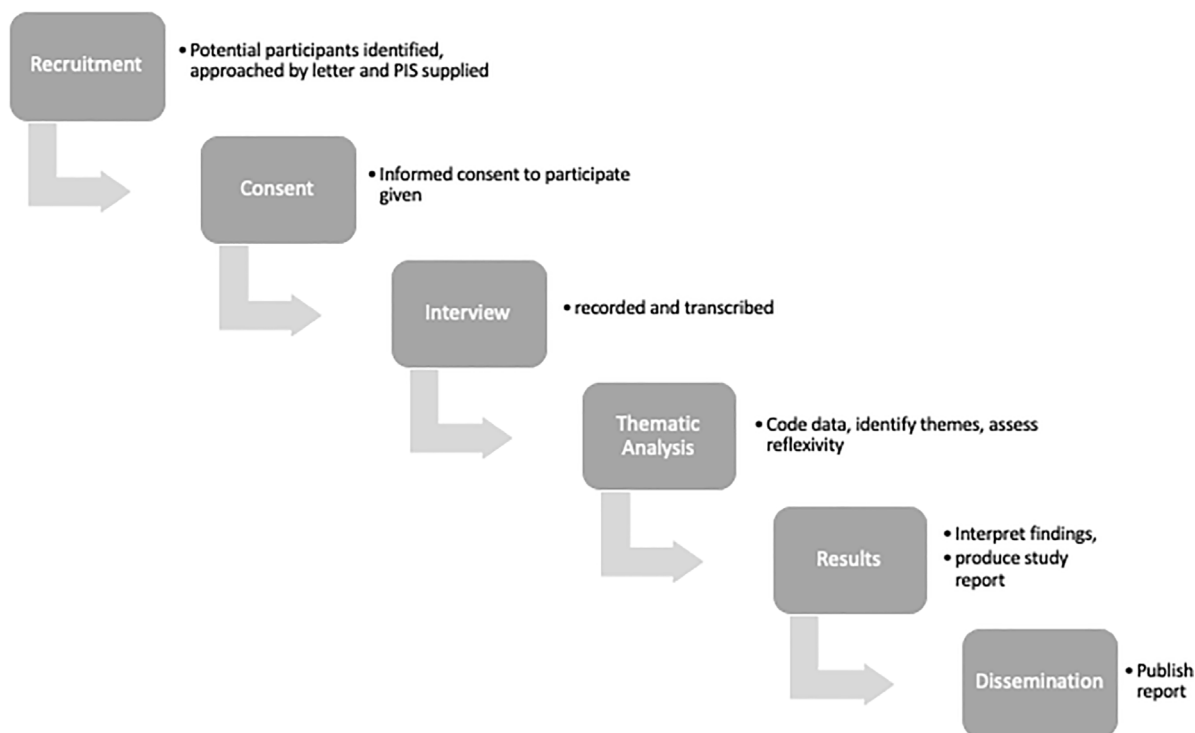 Recruitment
• Potential participants identified,
approached by letter and PIS supplied
Consent
• Informed consent to participate
given
Interview
• recorded and transcribed
Thematic
Analysis
• Code data, identify themes, assess
reflexivity
Results
• Interpret findings,
• produce study
report
Dissemination
• Publish
report